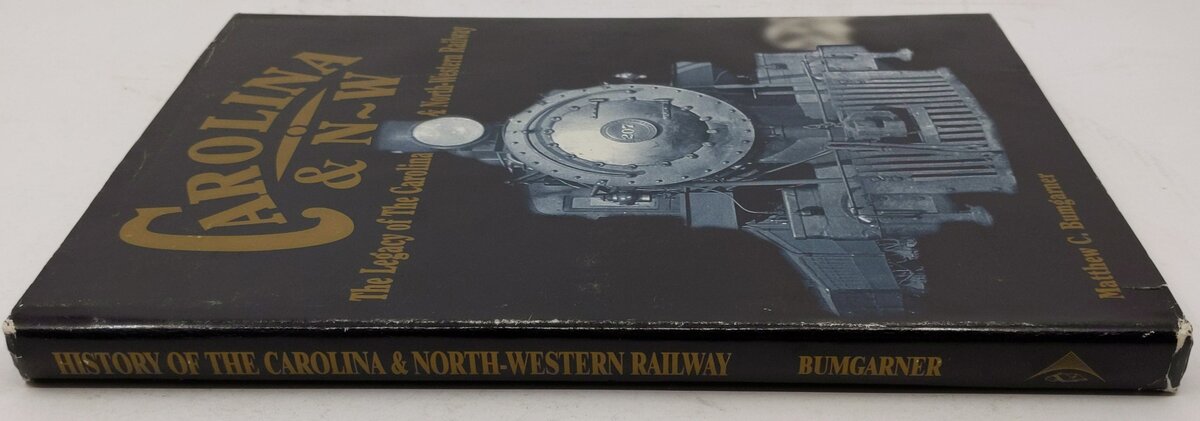 CAROLINA
& N~W
The Legacy of The Carolina & North-Western Railway
207
Matthew C. Bumgarner
HISTORY OF THE CAROLINA & NORTH-WESTERN RAILWAY BUMGARNER